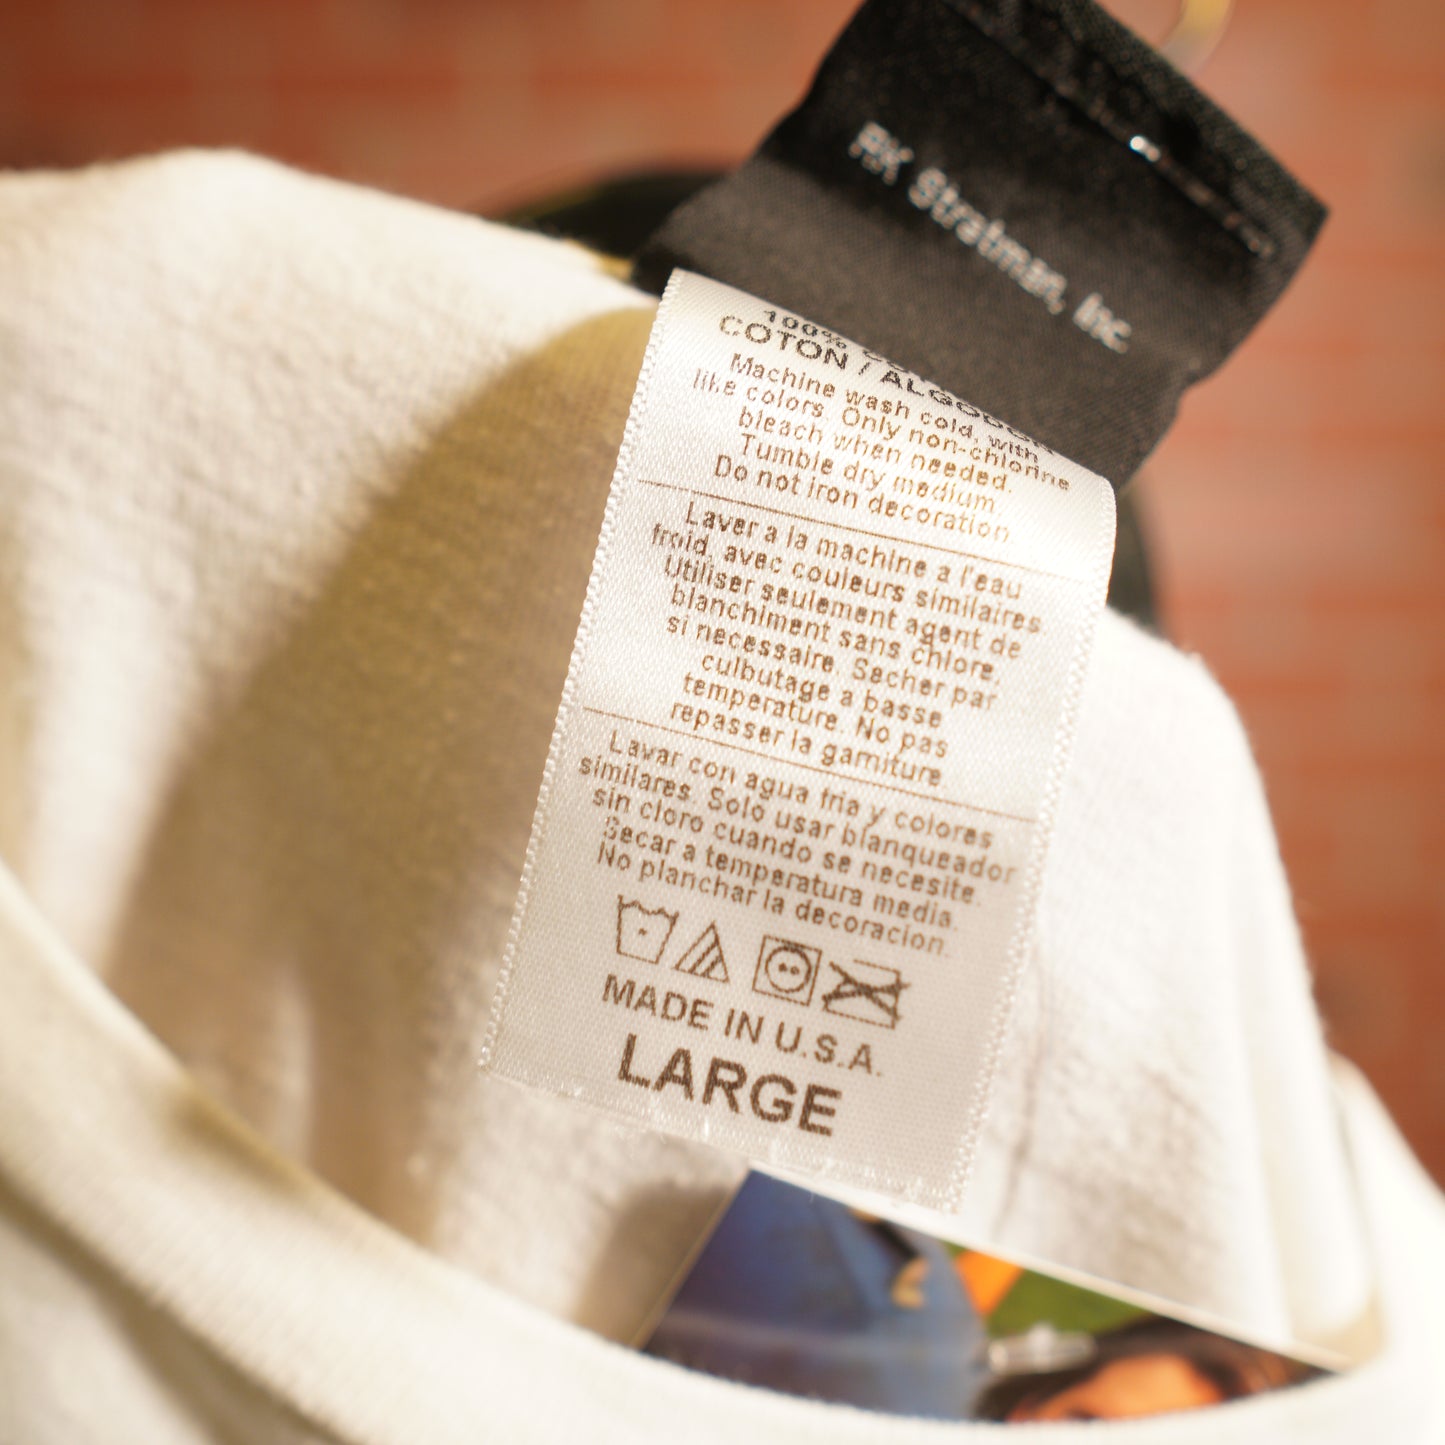 RK Stratman, Inc
100%
COTON / ALGODON
Machine wash cold, with
like colors. Only non-chlorine
bleach when needed.
Tumble dry medium.
Do not iron decoration
Laver a la machine a l'eau
froid, avec couleurs similaires
Utiliser seulement agent de
blanchiment sans chlore,
si necessaire. Secher par
culbutage a basse
temperature. No pas
repasser la garniture
Lavar con agua fria y colores
similares. Solo usar blanqueador
sin cloro cuando se necesite.
Secar a temperatura media.
No planchar la decoracion.
MADE IN U.S.A.
LARGE